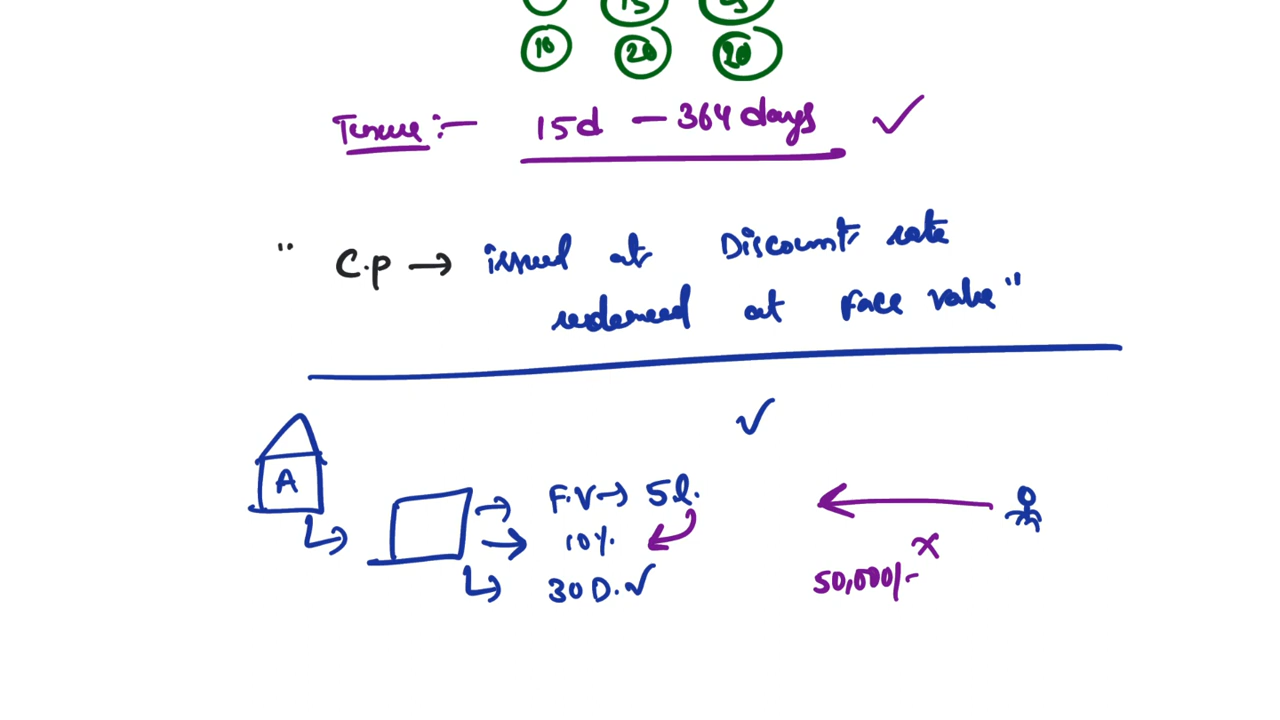 15
10 20 20
Tenure :- 15d - 364 days ✓
" C.p → issued at Discount rate
redeemed at Face value "
✓
A
F.V → 5l.
10%
30 D. ✓
x
50,000/-